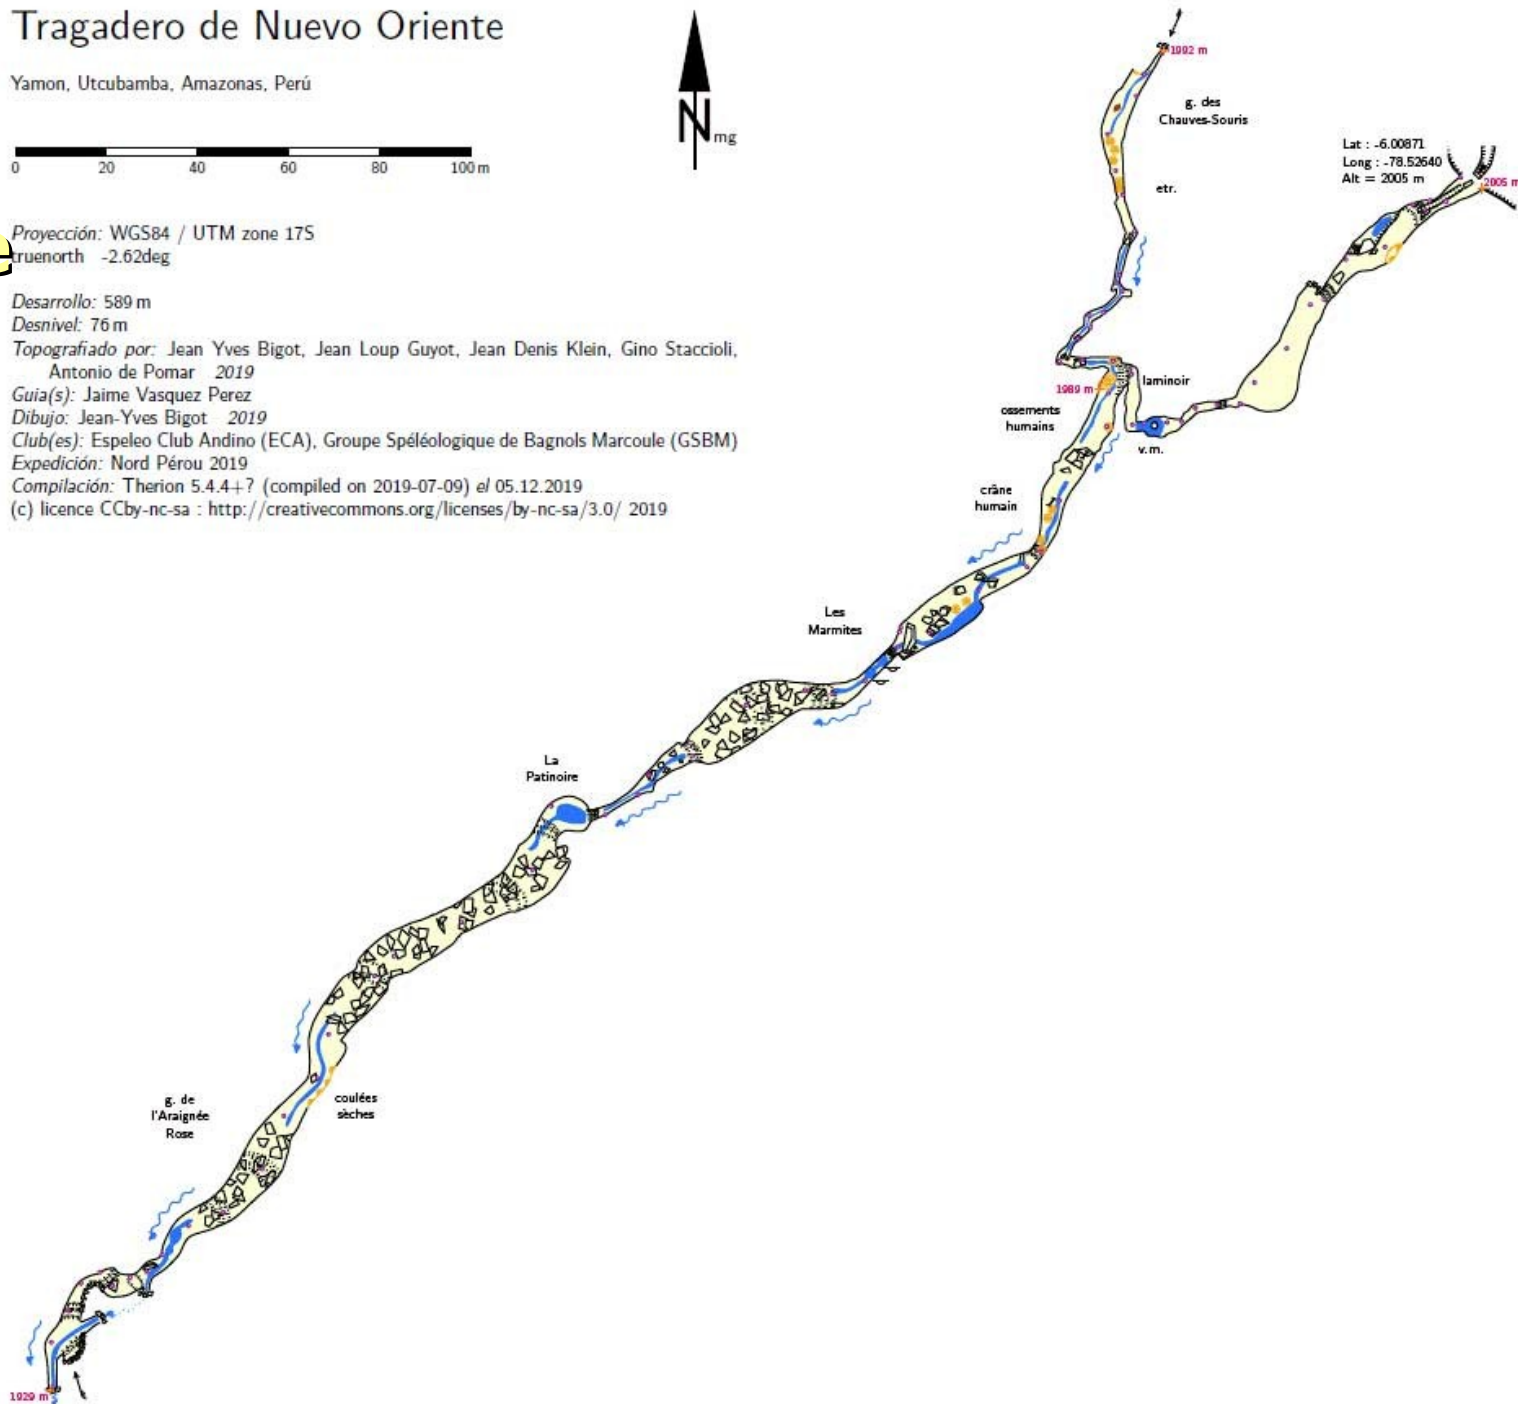 Tragadero de Nuevo Oriente
Yamon, Utcubamba, Amazonas, Perú
0 20 40 60 80 100 m
N mg
e
Proyección: WGS84 / UTM zone 17S
truenorth -2.62deg
Desarrollo: 589 m
Desnivel: 76 m
Topografiado por: Jean Yves Bigot, Jean Loup Guyot, Jean Denis Klein, Gino Staccioli,
Antonio de Pomar 2019
Guia(s): Jaime Vasquez Perez
Dibujo: Jean-Yves Bigot 2019
Club(es): Espeleo Club Andino (ECA), Groupe Spéléologique de Bagnols Marcoule (GSBM)
Expedición: Nord Pérou 2019
Compilación: Therion 5.4.4+? (compiled on 2019-07-09) el 05.12.2019
(c) licence CCby-nc-sa : http://creativecommons.org/licenses/by-nc-sa/3.0/ 2019
1992 m
g. des
Chauves-Souris
etr.
Lat : -6.00871
Long : -78.52640
Alt = 2005 m
2005 m
laminoir
1989 m
ossements
humains
v.m.
crâne
humain
Les
Marmites
La
Patinoire
g. de
l'Araignée
Rose
coulées
sèches
1929 m
S